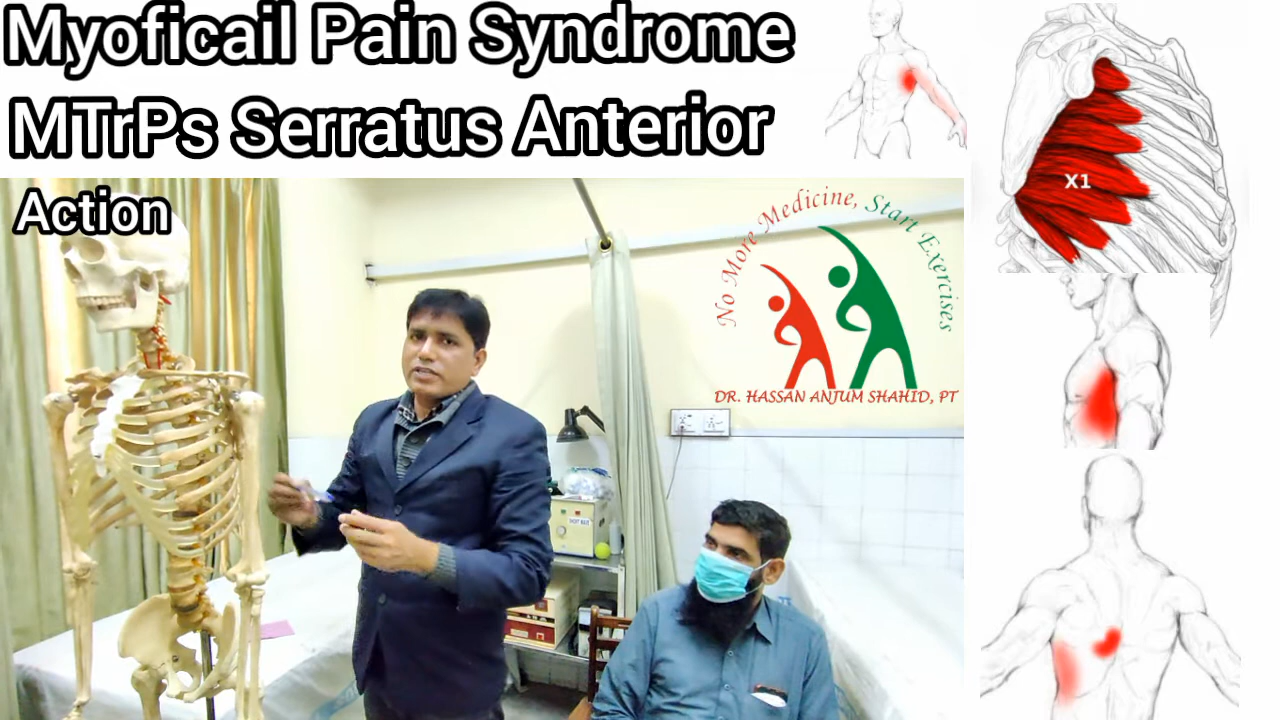 Myoficail Pain Syndrome
MTrPs Serratus Anterior
Action
X1
No More Medicine, Start Exercises
DR. HASSAN ANJUM SHAHID, PT